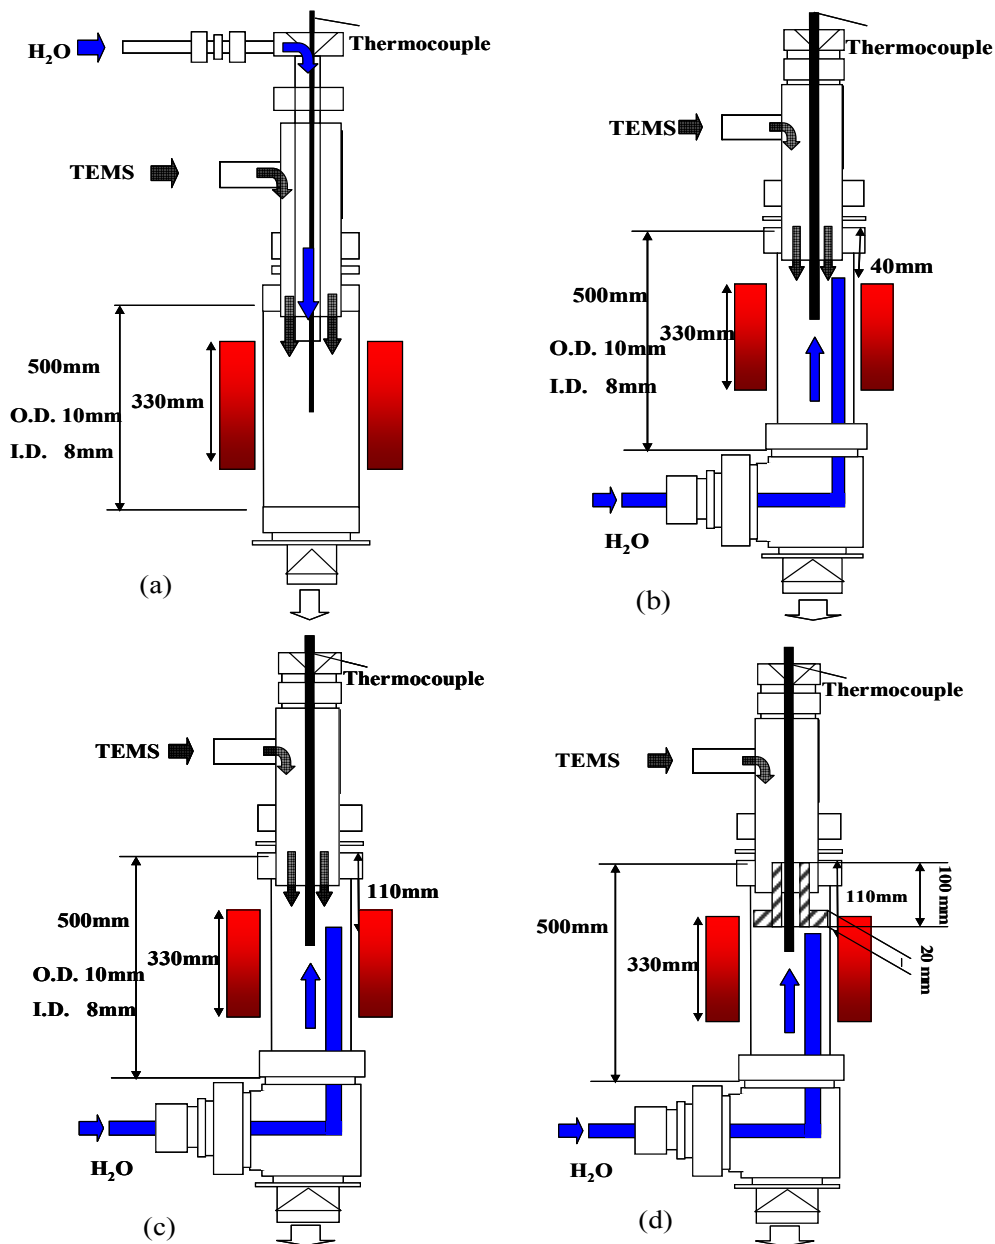 Thermocouple
H₂O
TEMS
500mm
O.D. 10mm
330mm
I.D. 8mm
(a)
Thermocouple
TEMS
40mm
500mm
330mm
O.D. 10mm
I.D. 8mm
H₂O
(b)
Thermocouple
TEMS
110mm
500mm
330mm
O.D. 10mm
I.D. 8mm
H₂O
(c)
Thermocouple
TEMS
100 mm
110mm
500mm
330mm
20 mm
H₂O
(d)